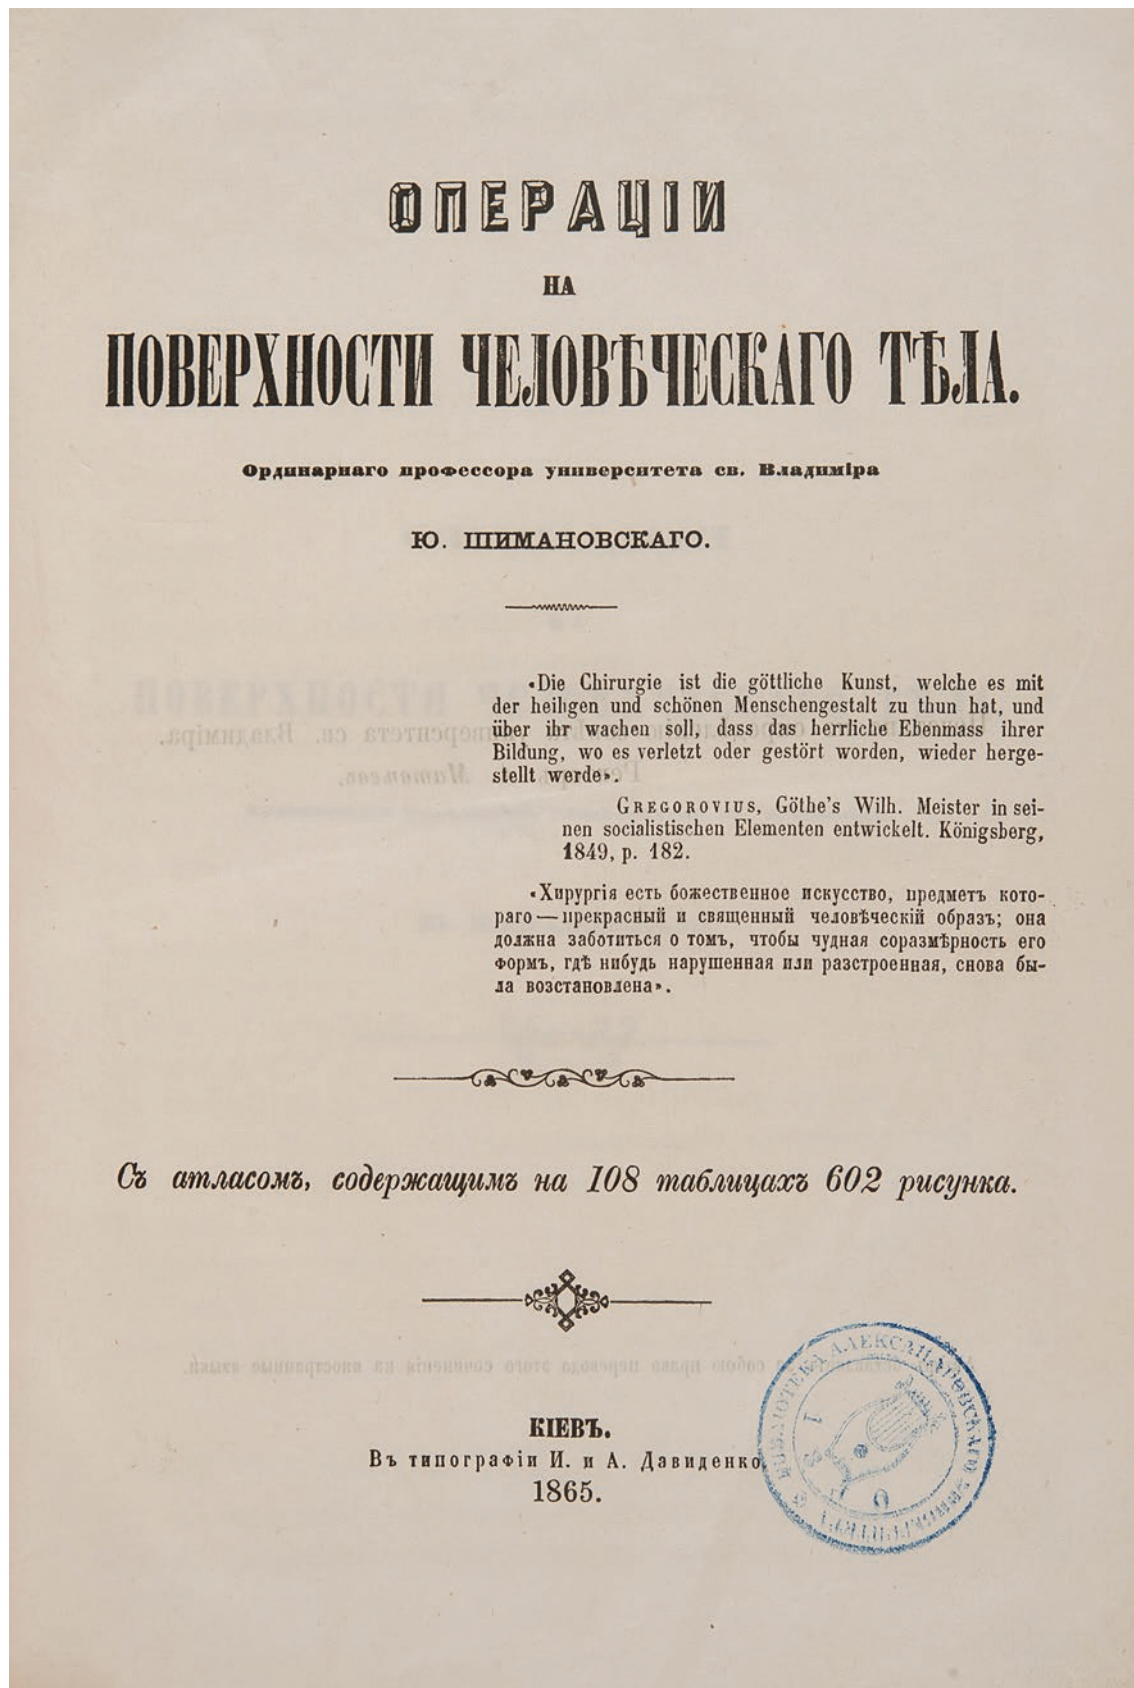 ОПЕРАЦІИ
НА
ПОВЕРХНОСТИ ЧЕЛОВѢЧЕСКАГО ТѢЛА.
Ординарнаго профессора университета св. Владиміра
Ю. ШИМАНОВСКАГО.
«Die Chirurgie ist die göttliche Kunst, welche es mit
der heiligen und schönen Menschengestalt zu thun hat, und
über ihr wachen soll, dass das herrliche Ebenmass ihrer
Bildung, wo es verletzt oder gestört worden, wieder herge-
stellt werde».
GREGOROVIUS, Göthe's Wilh. Meister in sei-
nen socialistischen Elementen entwickelt. Königsberg,
1849, p. 182.
«Хирургія есть божественное искусство, предметъ кото-
раго—прекрасный и священный человѣческій образъ; она
должна заботиться о томъ, чтобы чудная соразмѣрность его
формъ, гдѣ нибудь нарушенная или разстроенная, снова бы-
ла возстановлена».
Съ атласомъ, содержащимъ на 108 таблицахъ 602 рисунка.
КІЕВЪ.
Въ типографіи И. и А. Давиденко
1865.
БИБЛІОТЕКА АЛЕКСАНДРОВСКАГО